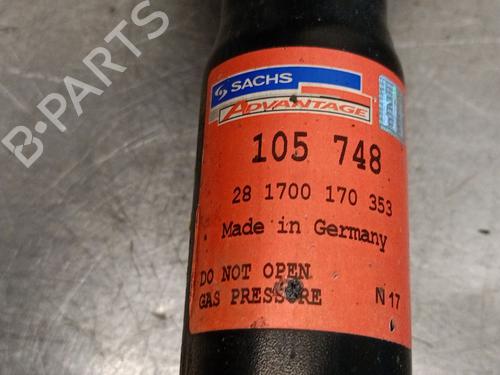 B-PARTS
SACHS
ADVANTAGE
105 748
28 1700 170 353
Made in Germany
DO NOT OPEN
GAS PRESSURE N 17